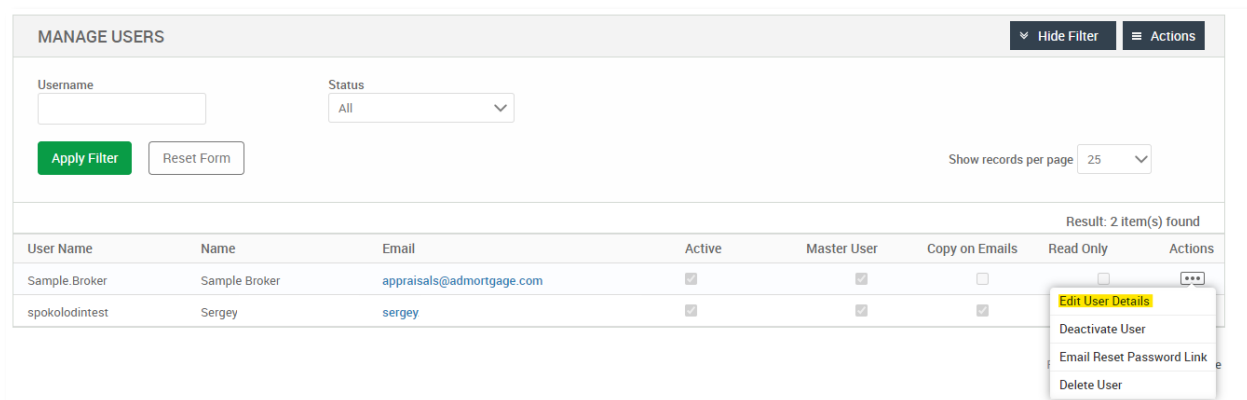 MANAGE USERS
Hide Filter
Actions
Username
Status
All
Apply Filter
Reset Form
Show records per page 25
Result: 2 item(s) found
User Name Name Email Active Master User Copy on Emails Read Only Actions
Sample.Broker Sample Broker appraisals@admortgage.com
spokolodintest Sergey sergey
Edit User Details
Deactivate User
Email Reset Password Link
Delete User